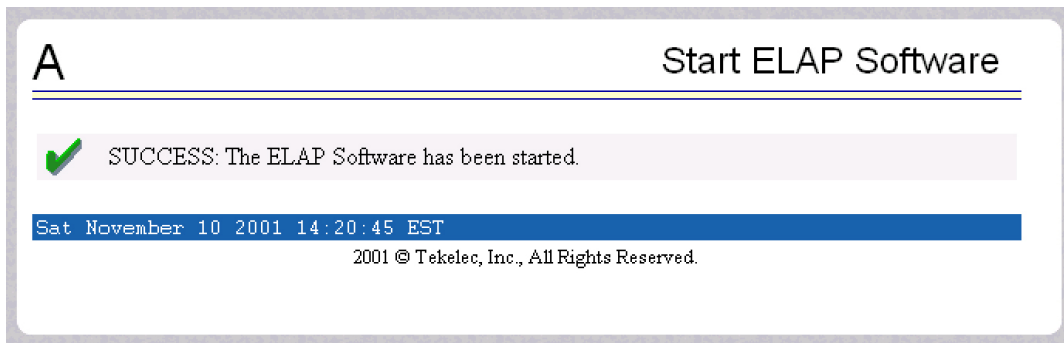 A
Start ELAP Software
SUCCESS: The ELAP Software has been started.
Sat November 10 2001 14:20:45 EST
2001 © Tekelec, Inc., All Rights Reserved.